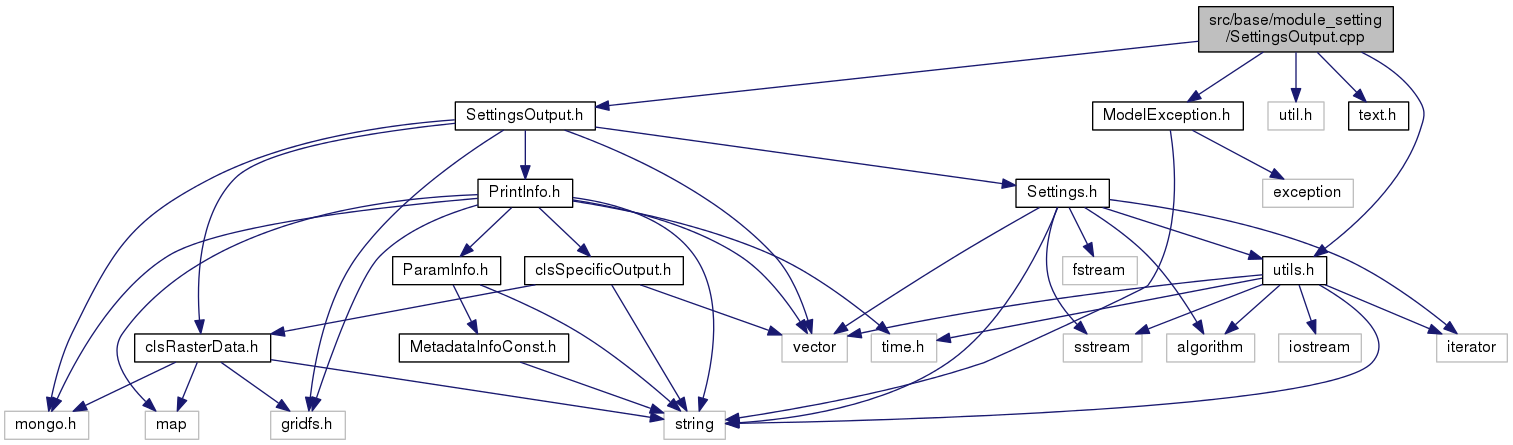 src/base/module_setting
/SettingsOutput.cpp
SettingsOutput.h
ModelException.h
util.h
text.h
PrintInfo.h
Settings.h
exception
ParamInfo.h
clsSpecificOutput.h
fstream
utils.h
clsRasterData.h
MetadataInfoConst.h
vector
time.h
sstream
algorithm
iostream
iterator
mongo.h
map
gridfs.h
string